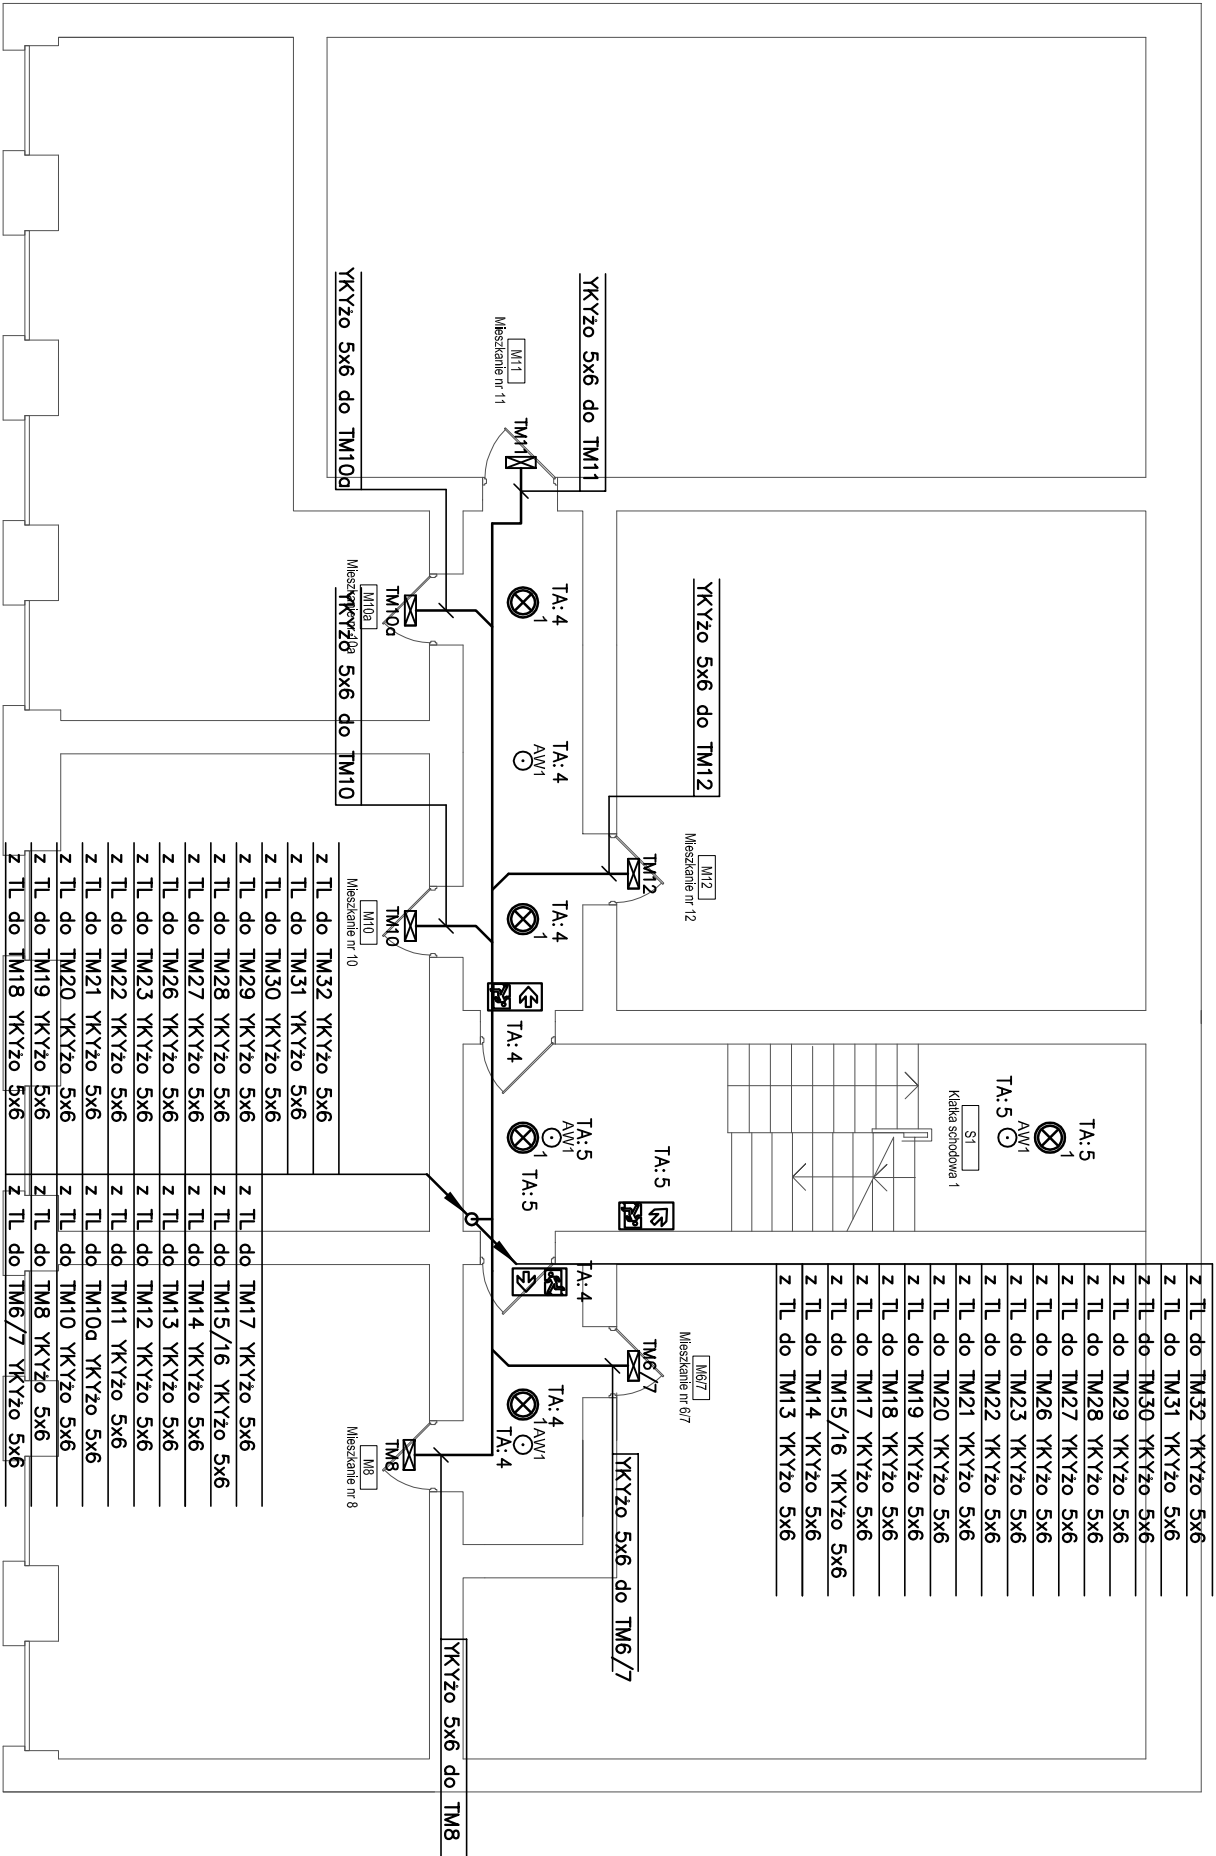 YKYżo 5x6 do TM11
M11
Mieszkanie nr 11
TM11
YKYżo 5x6 do TM10a
M10a
Mieszkanie nr 10a
TM10a
YKYżo 5x6 do TM10
M10
Mieszkanie nr 10
TM10
YKYżo 5x6 do TM12
M12
Mieszkanie nr 12
TM12
TA: 4
1
TA: 4
AW1
TA: 4
1
TA: 4
S1
Klatka schodowa 1
TA: 5
1
AW1
TA: 5
TA: 5
AW1
1
TA: 5
TA: 5
TA: 4
M6/7
Mieszkanie nr 6/7
TM6/7
TA: 4
1
AW1
TA: 4
M8
Mieszkanie nr 8
TM8
YKYżo 5x6 do TM6/7
YKYżo 5x6 do TM8
z TL do TM32 YKYżo 5x6
z TL do TM31 YKYżo 5x6
z TL do TM30 YKYżo 5x6
z TL do TM29 YKYżo 5x6
z TL do TM28 YKYżo 5x6
z TL do TM27 YKYżo 5x6
z TL do TM26 YKYżo 5x6
z TL do TM23 YKYżo 5x6
z TL do TM22 YKYżo 5x6
z TL do TM21 YKYżo 5x6
z TL do TM20 YKYżo 5x6
z TL do TM19 YKYżo 5x6
z TL do TM18 YKYżo 5x6
z TL do TM17 YKYżo 5x6
z TL do TM15/16 YKYżo 5x6
z TL do TM14 YKYżo 5x6
z TL do TM13 YKYżo 5x6
z TL do TM12 YKYżo 5x6
z TL do TM11 YKYżo 5x6
z TL do TM10a YKYżo 5x6
z TL do TM10 YKYżo 5x6
z TL do TM8 YKYżo 5x6
z TL do TM6/7 YKYżo 5x6
z TL do TM32 YKYżo 5x6
z TL do TM31 YKYżo 5x6
z TL do TM30 YKYżo 5x6
z TL do TM29 YKYżo 5x6
z TL do TM28 YKYżo 5x6
z TL do TM27 YKYżo 5x6
z TL do TM26 YKYżo 5x6
z TL do TM23 YKYżo 5x6
z TL do TM22 YKYżo 5x6
z TL do TM21 YKYżo 5x6
z TL do TM20 YKYżo 5x6
z TL do TM19 YKYżo 5x6
z TL do TM18 YKYżo 5x6
z TL do TM17 YKYżo 5x6
z TL do TM15/16 YKYżo 5x6
z TL do TM14 YKYżo 5x6
z TL do TM13 YKYżo 5x6